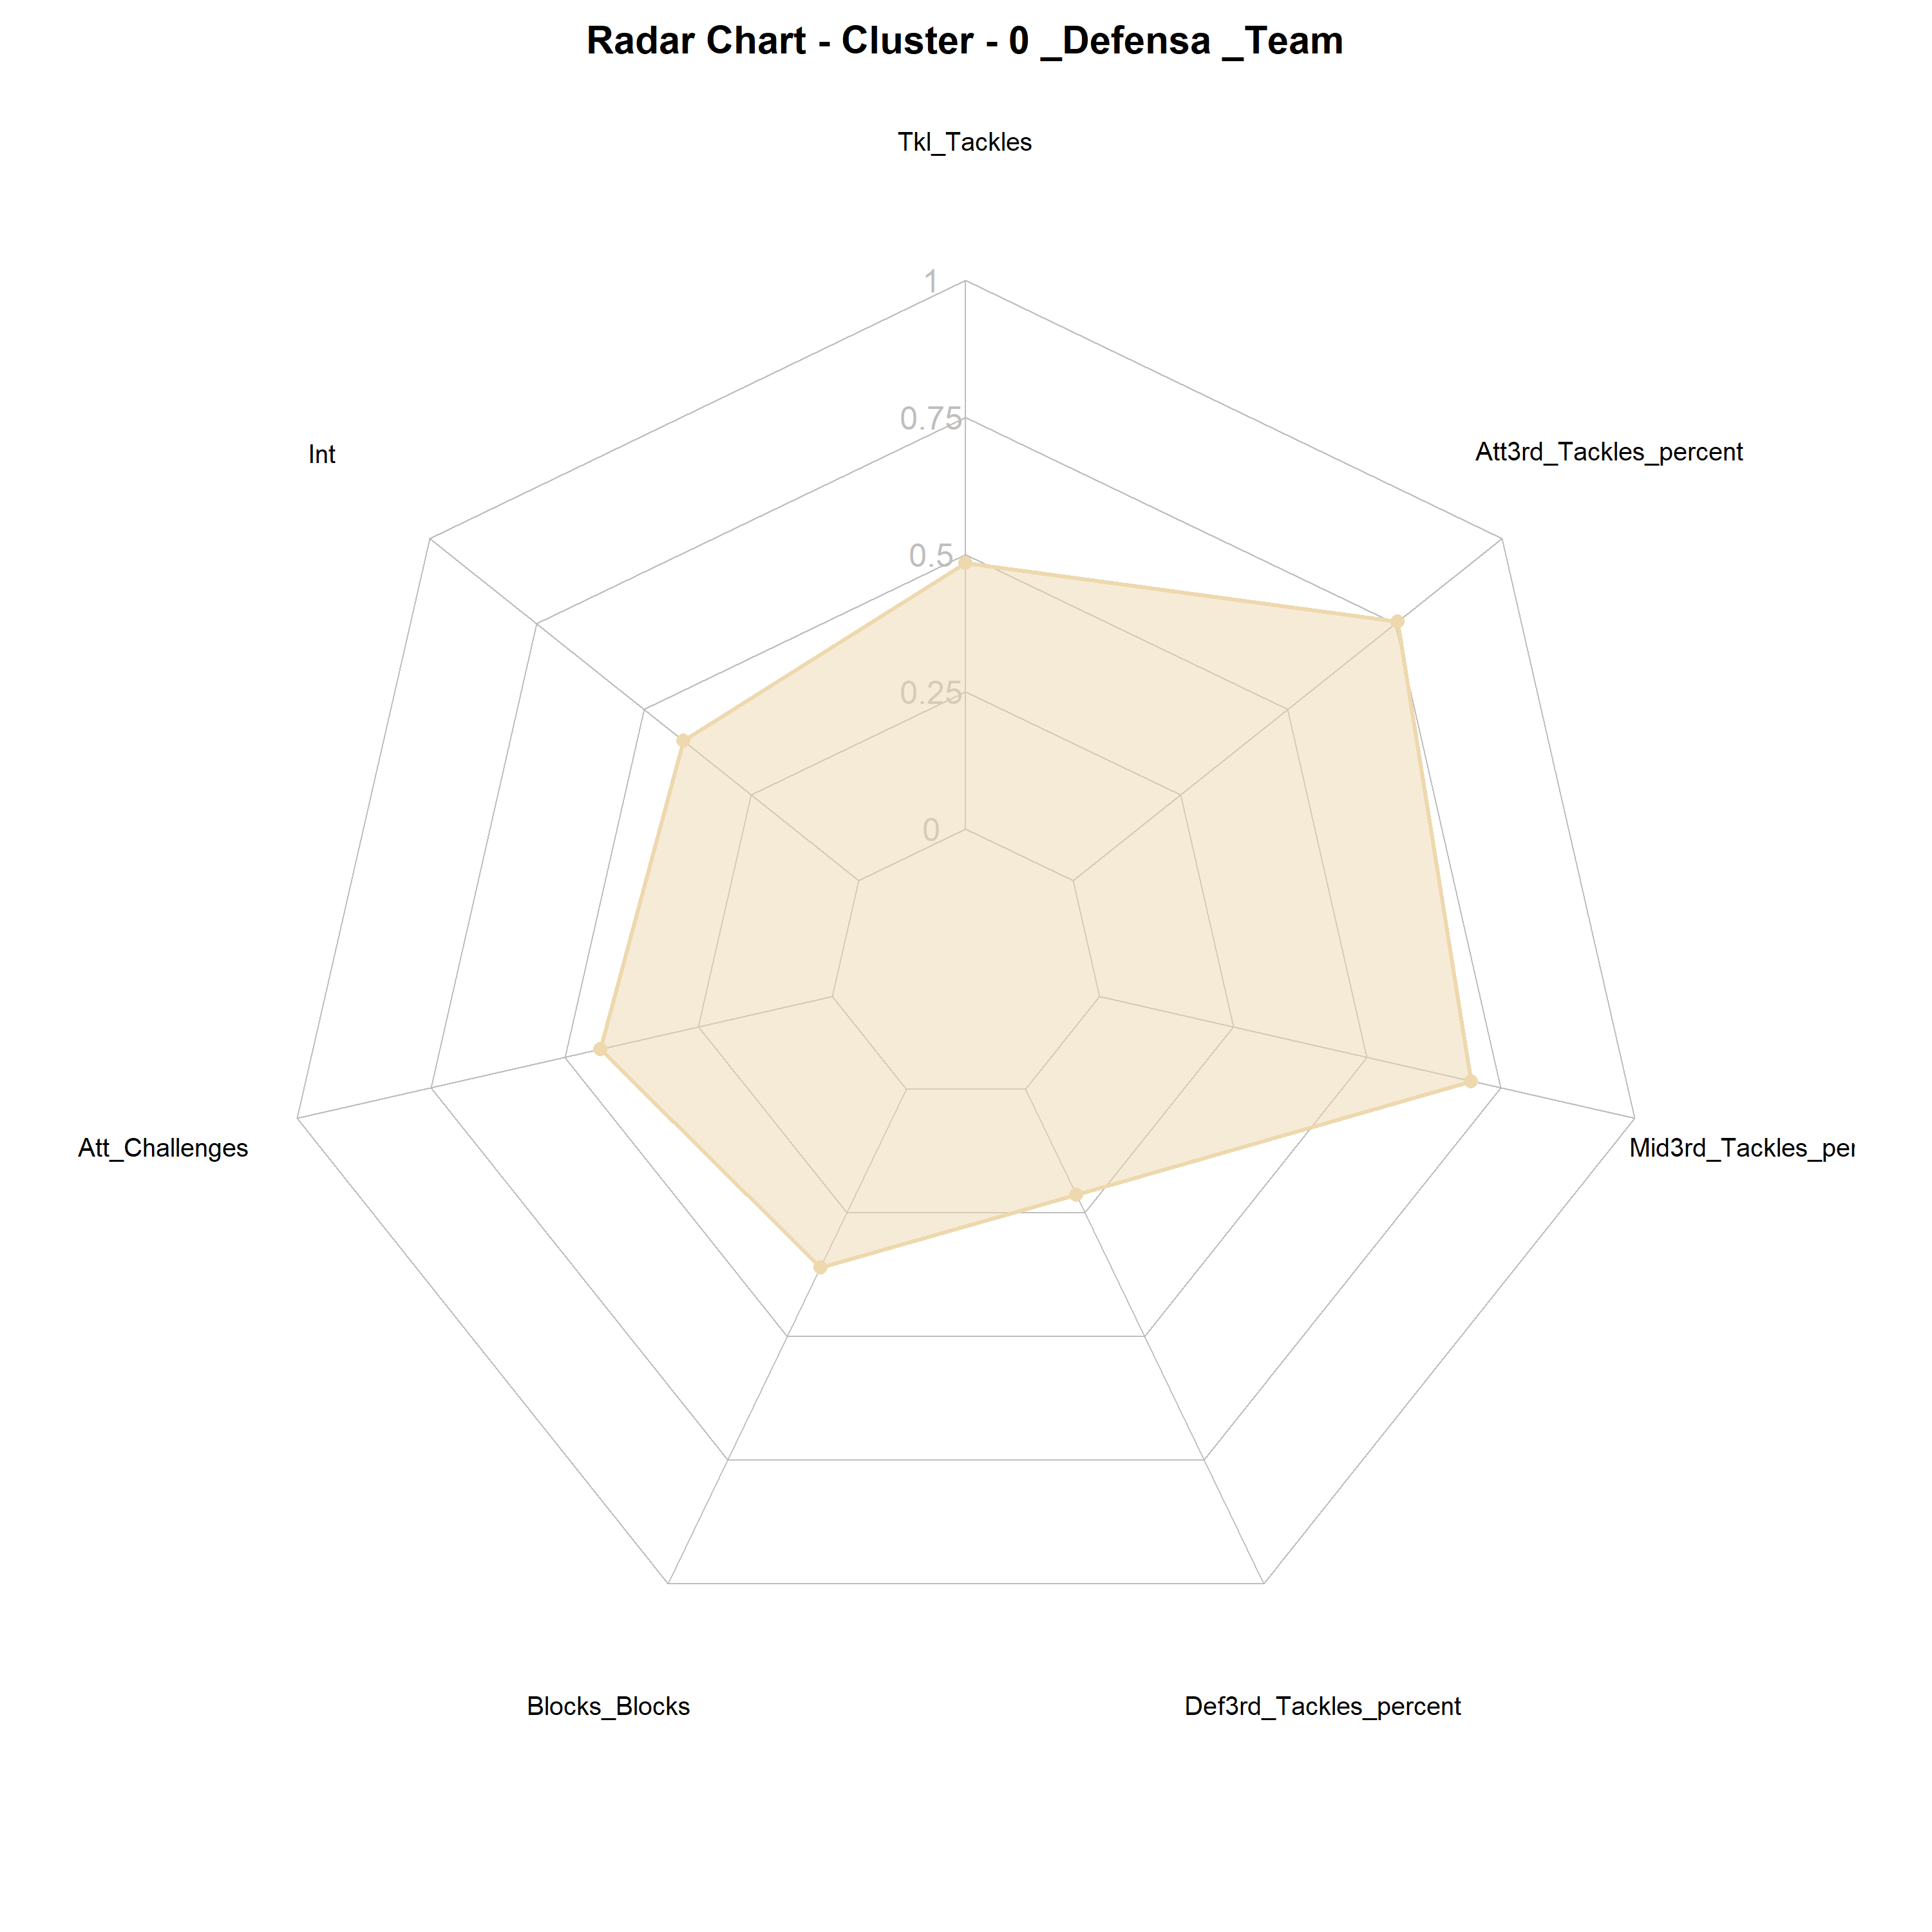 Radar Chart - Cluster - 0 _Defensa _Team
Tkl_Tackles
1
0.75
Att3rd_Tackles_percent
Int
0.5
0.25
0
Att_Challenges
Mid3rd_Tackles_per
Blocks_Blocks
Def3rd_Tackles_percent